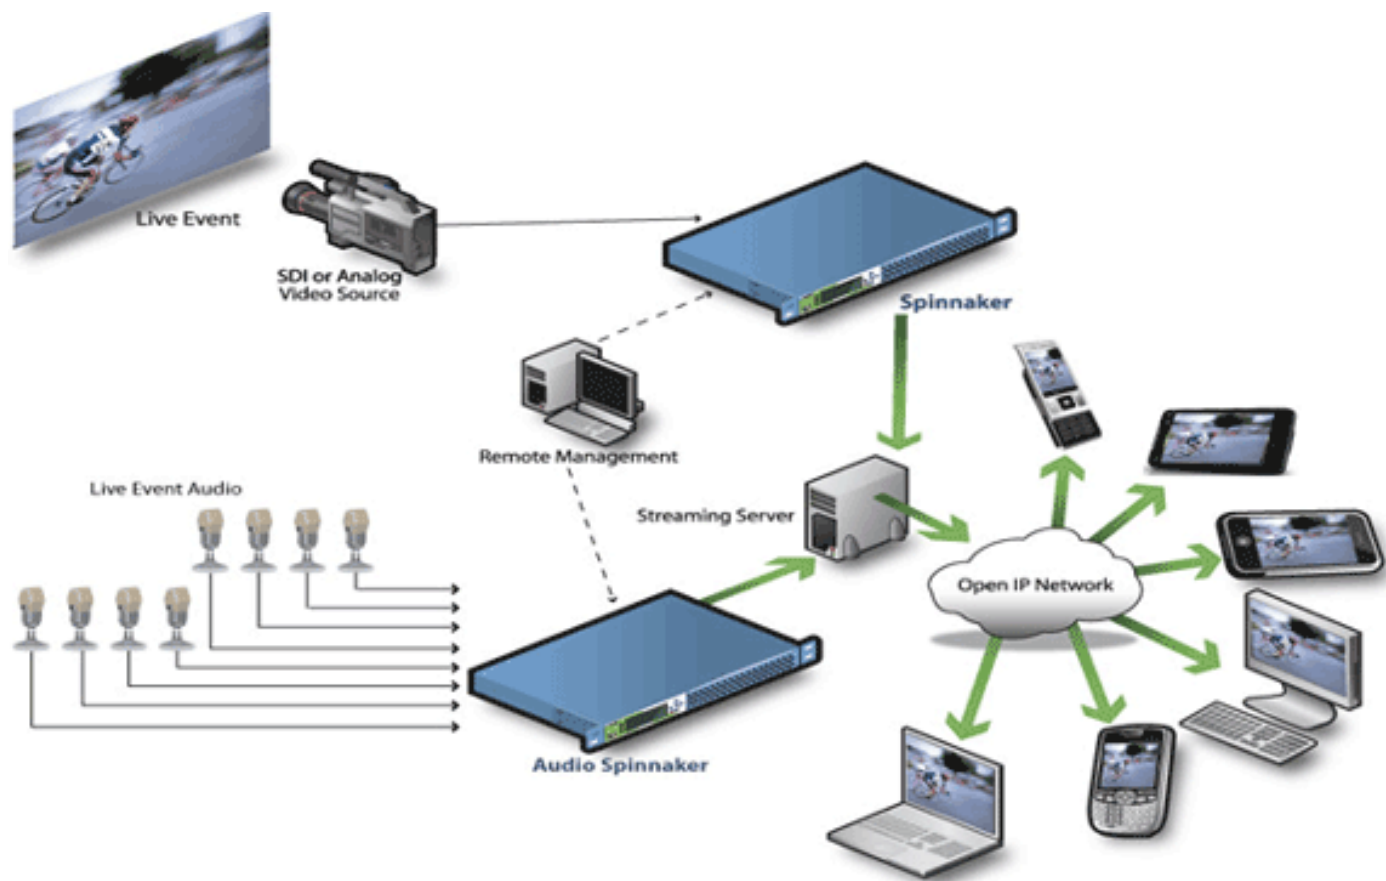 Live Event
SDI or Analog
Video Source
Spinnaker
Remote Management
Live Event Audio
Streaming Server
Open IP Network
Audio Spinnaker